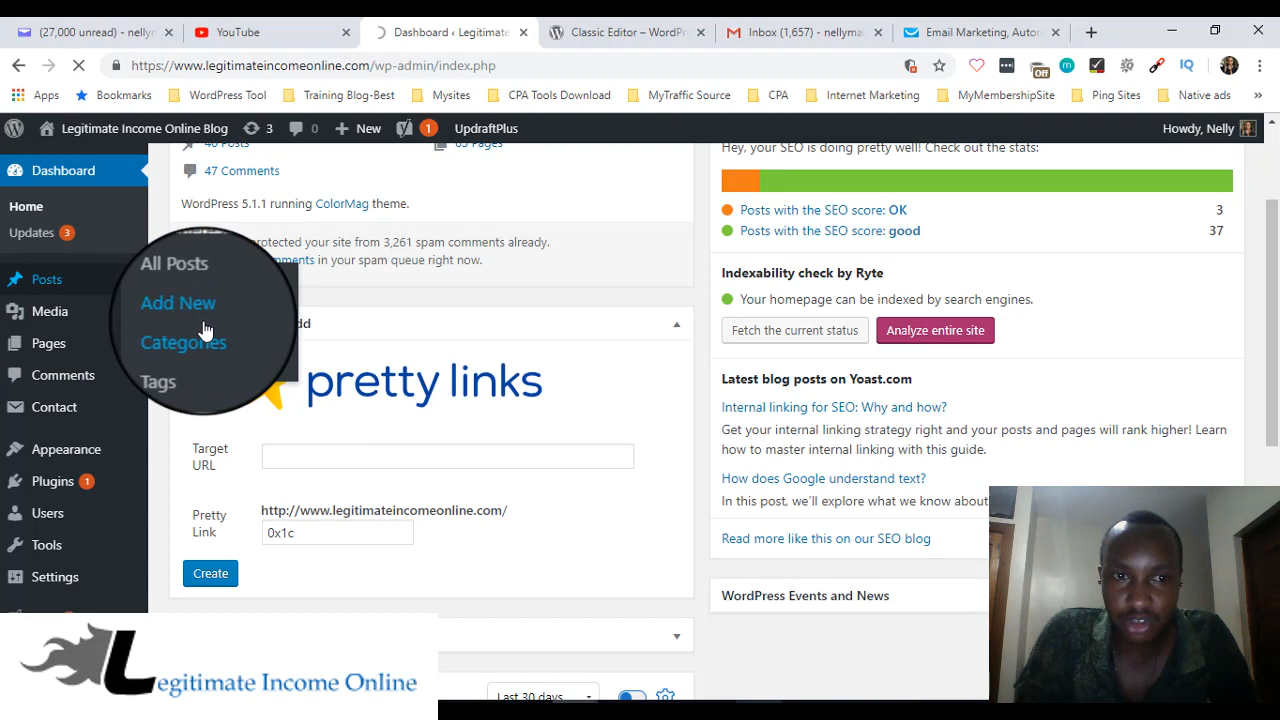 (27,000 unread) - nellym
YouTube
Dashboard ‹ Legitimate
Classic Editor – WordPr
Inbox (1,657) - nellyma
Email Marketing, Auton
https://www.legitimateincomeonline.com/wp-admin/index.php
Off
Apps
Bookmarks
WordPress Tool
Training Blog-Best
Mysites
CPA Tools Download
MyTraffic Source
CPA
Internet Marketing
MyMembershipSite
Ping Sites
Native ads
»
Legitimate Income Online Blog
3
0
New
1
UpdraftPlus
Howdy, Nelly
Dashboard
Home
Updates 3
Posts
Media
Pages
Comments
Contact
Appearance
Plugins 1
Users
Tools
Settings
All Posts
Add New
Categories
Tags
47 Comments
WordPress 5.1.1 running ColorMag theme.
protected your site from 3,261 spam comments already.
in your spam queue right now.
dd
pretty links
Target URL
Pretty Link
http://www.legitimateincomeonline.com/
0x1c
Create
Last 30 days
Hey, your SEO is doing pretty well! Check out the stats:
Posts with the SEO score: OK 3
Posts with the SEO score: good 37
Indexability check by Ryte
Your homepage can be indexed by search engines.
Fetch the current status
Analyze entire site
Latest blog posts on Yoast.com
Internal linking for SEO: Why and how?
Get your internal linking strategy right and your posts and pages will rank higher! Learn
how to master internal linking with this guide.
How does Google understand text?
In this post, we'll explore what we know about
Read more like this on our SEO blog
WordPress Events and News
Legitimate Income Online